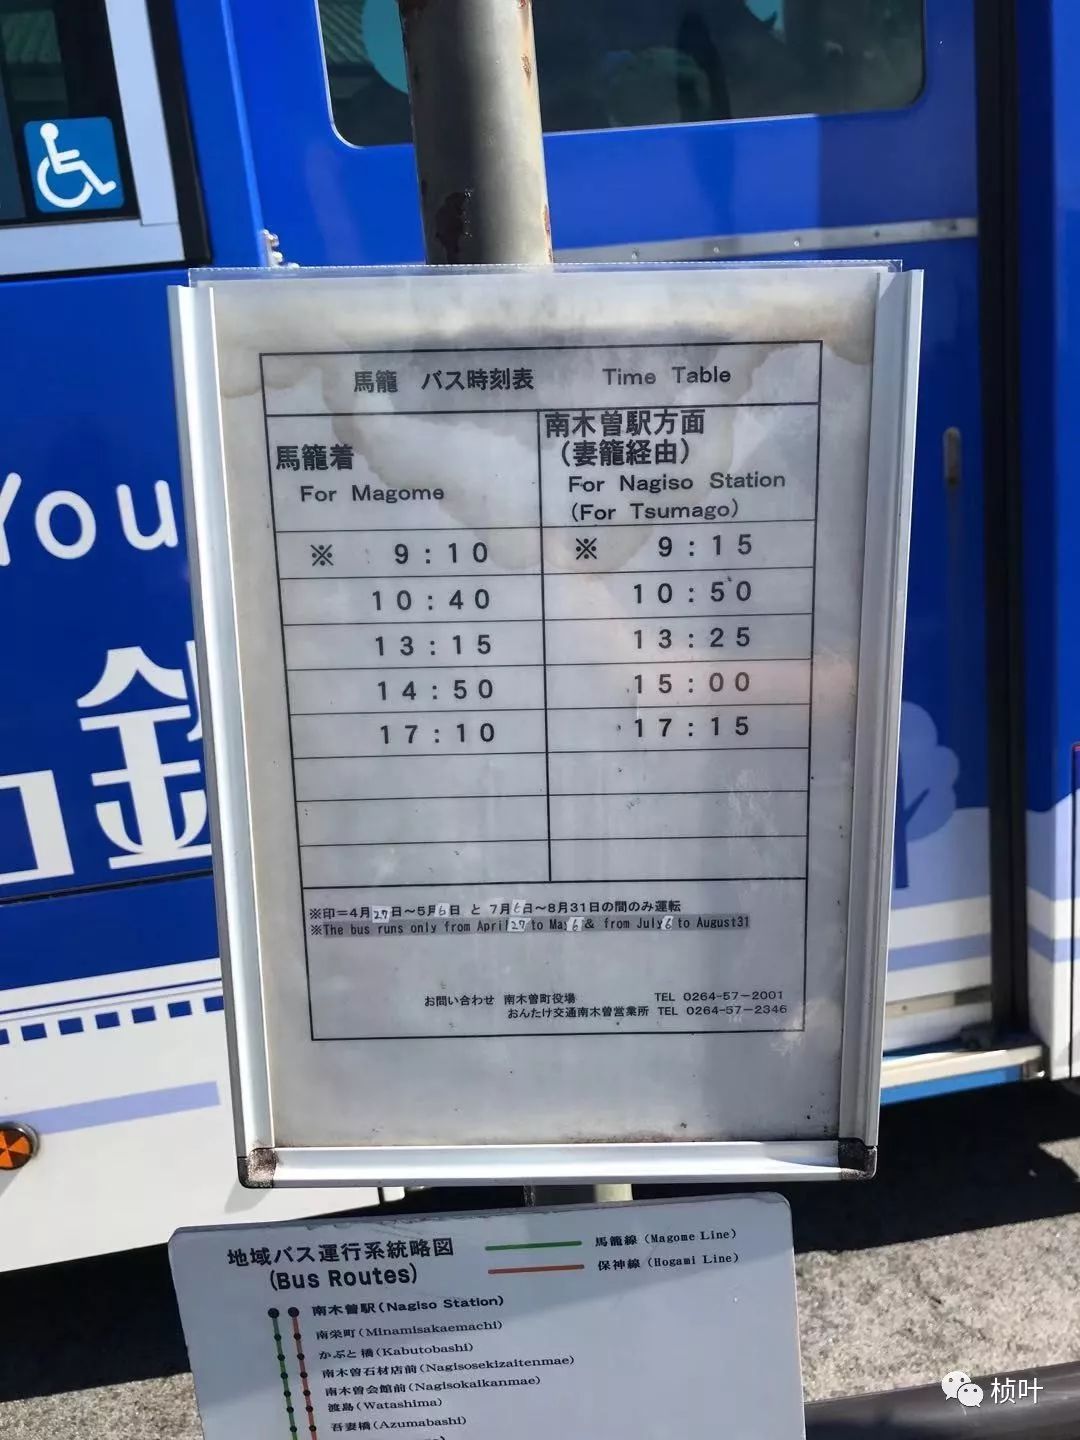 You
馬籠 バス時刻表 Time Table
馬籠着
For Magome
南木曽駅方面
(妻籠経由)
For Nagiso Station
(For Tsumago)
※ 9:10 ※ 9:15
10:40 10:50
13:15 13:25
14:50 15:00
17:10 17:15
※印=4月27日~5月6日 と 7月6日~8月31日の間のみ運転
※The bus runs only from April27 to May6 & from July6 to August31
お問い合わせ 南木曽町役場 TEL 0264-57-2001
おんたけ交通南木曽営業所 TEL 0264-57-2346
地域バス運行系統略図
(Bus Routes)
馬籠線 (Magome Line)
保神線 (Hogami Line)
南木曽駅(Nagiso Station)
南栄町(Minamisakaemachi)
かぶと橋(Kabutobashi)
南木曽石材店前(Nagisosekizaitenmae)
南木曽会館前(Nagisokaikanmae)
渡島(Watashima)
吾妻橋(Azumabashi)
桢叶